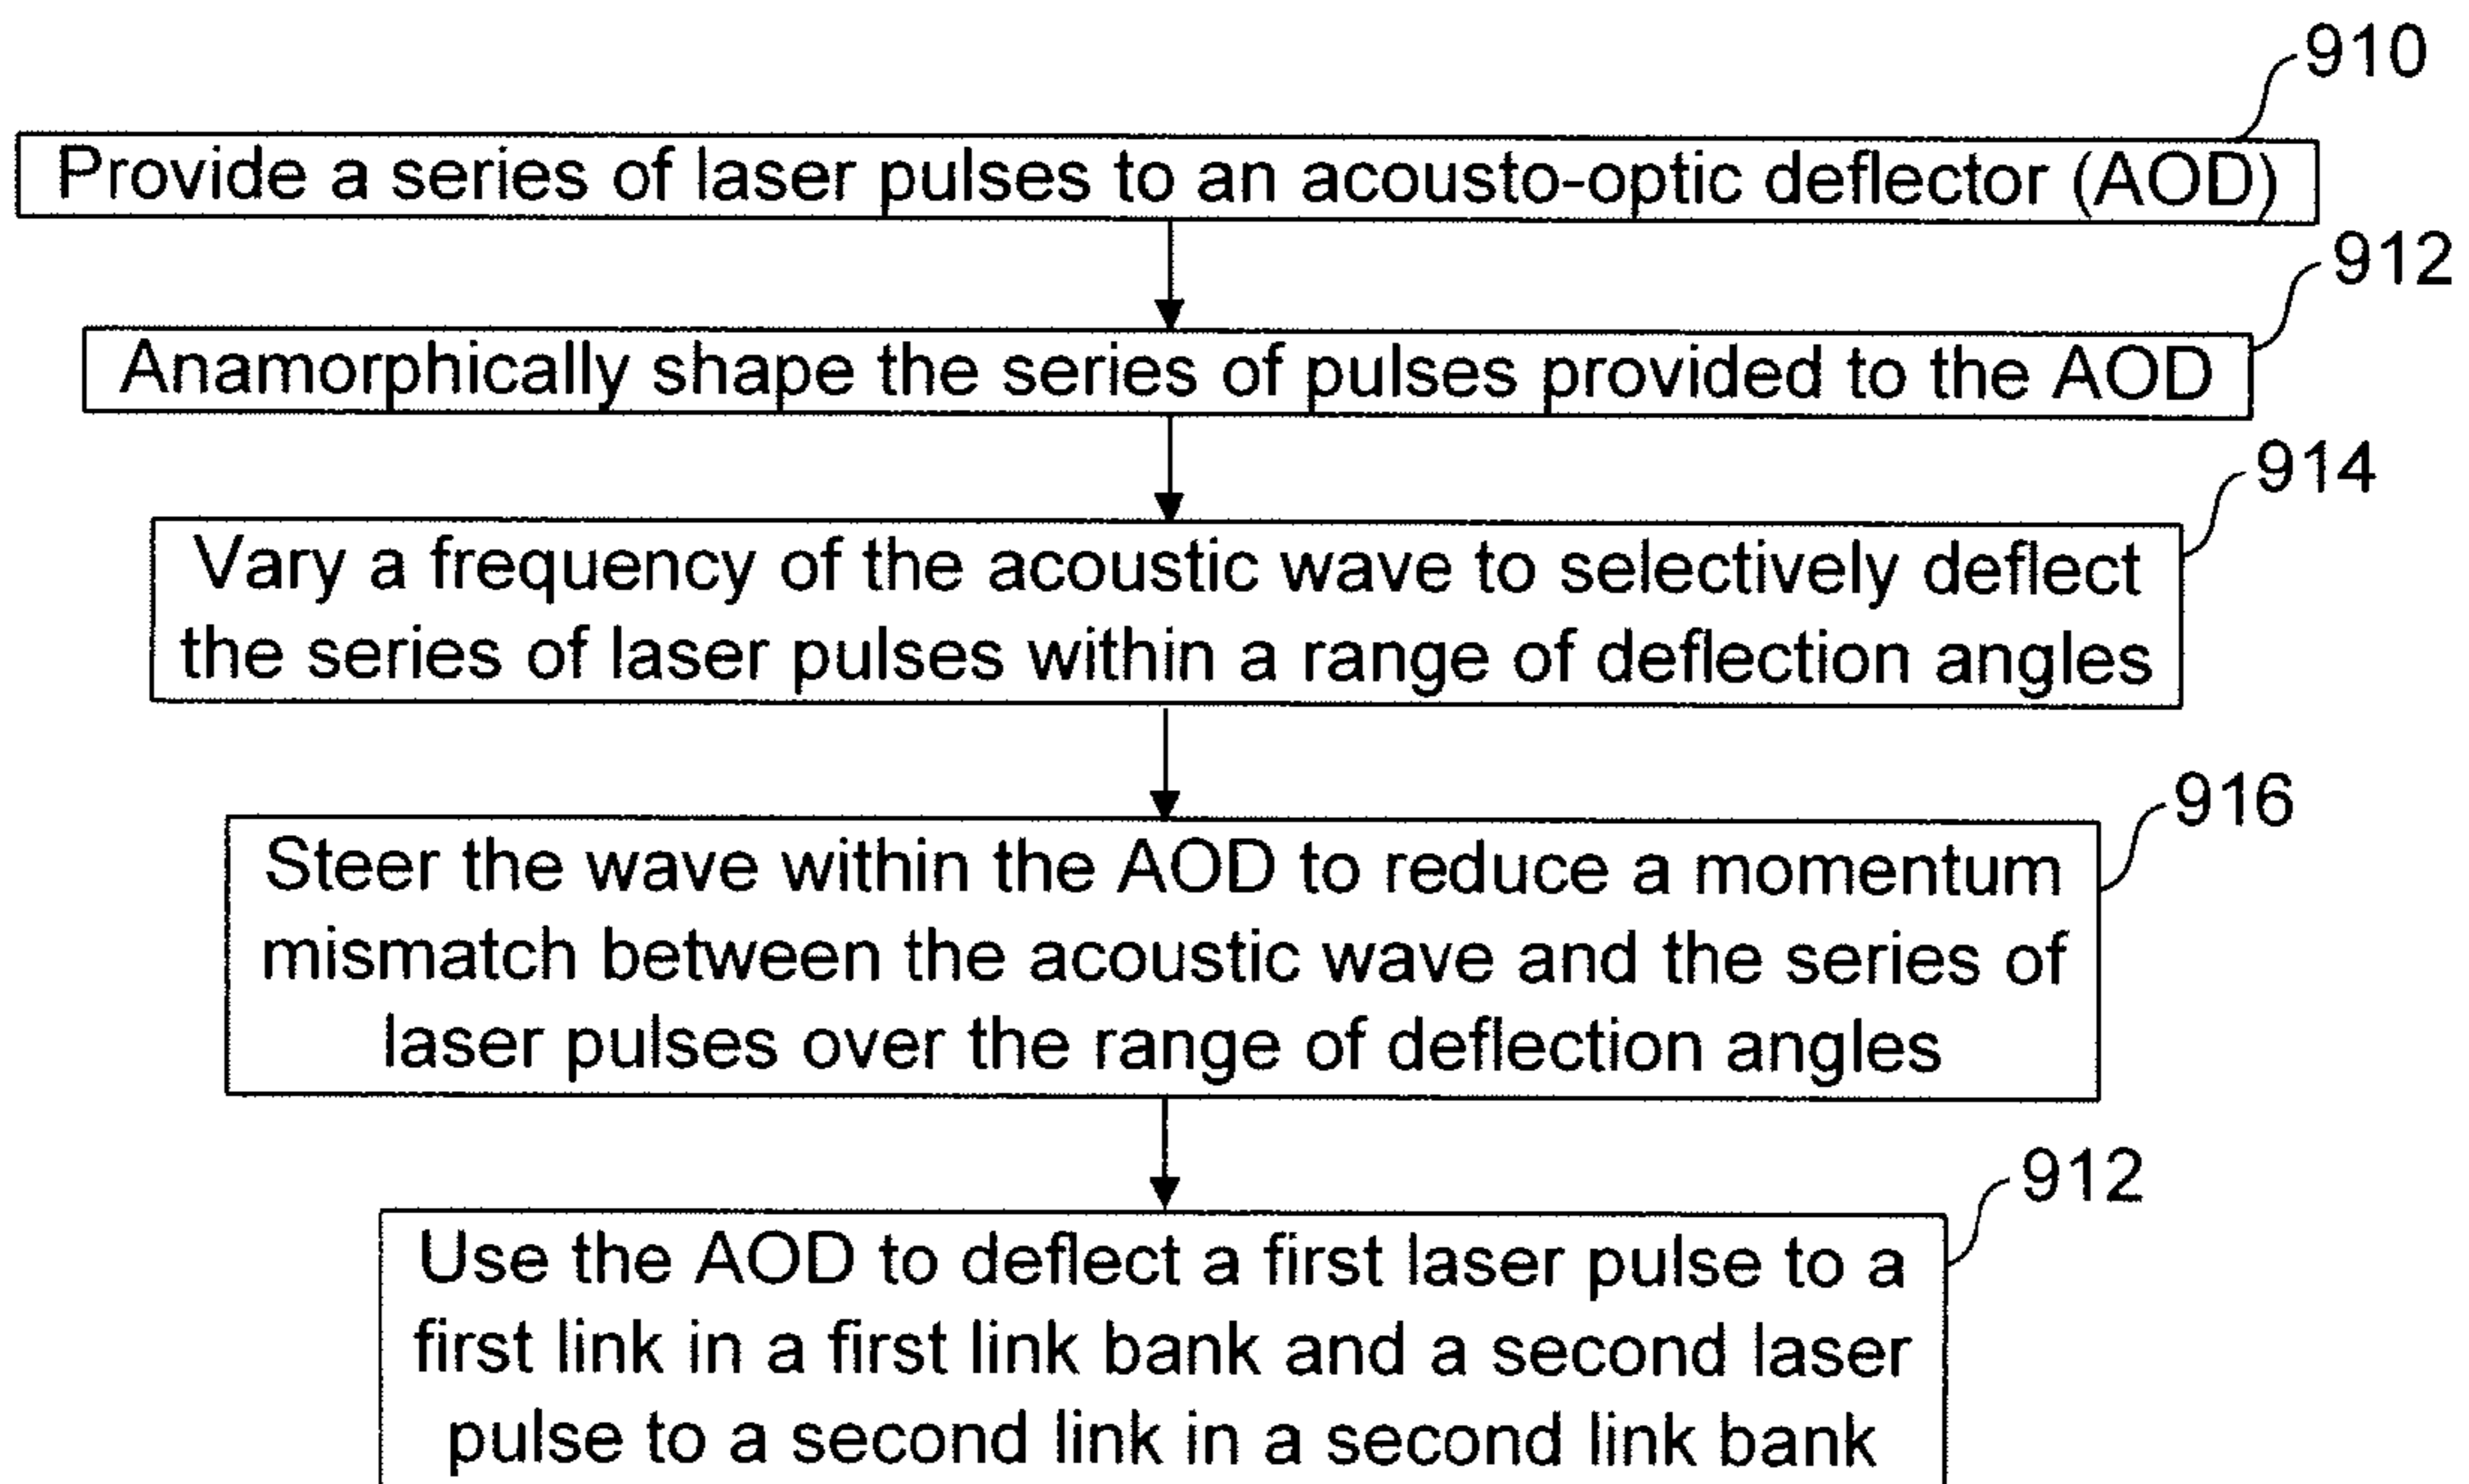 910
Provide a series of laser pulses to an acousto-optic deflector (AOD)
912
Anamorphically shape the series of pulses provided to the AOD
914
Vary a frequency of the acoustic wave to selectively deflect
the series of laser pulses within a range of deflection angles
916
Steer the wave within the AOD to reduce a momentum
mismatch between the acoustic wave and the series of
laser pulses over the range of deflection angles
912
Use the AOD to deflect a first laser pulse to a
first link in a first link bank and a second laser
pulse to a second link in a second link bank